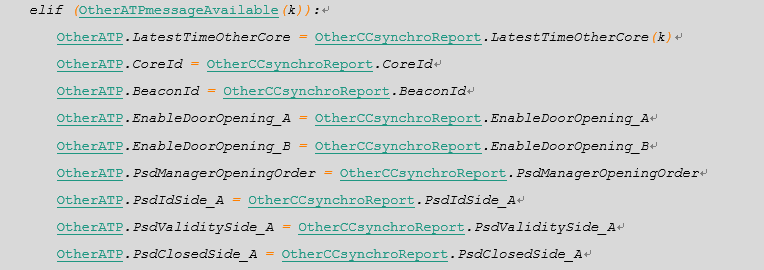 elif (OtherATPmessageAvailable(k)):↵
OtherATP.LatestTimeOtherCore = OtherCCsynchroReport.LatestTimeOtherCore(k)↵
OtherATP.CoreId = OtherCCsynchroReport.CoreId↵
OtherATP.BeaconId = OtherCCsynchroReport.BeaconId↵
OtherATP.EnableDoorOpening_A = OtherCCsynchroReport.EnableDoorOpening_A↵
OtherATP.EnableDoorOpening_B = OtherCCsynchroReport.EnableDoorOpening_B↵
OtherATP.PsdManagerOpeningOrder = OtherCCsynchroReport.PsdManagerOpeningOrder↵
OtherATP.PsdIdSide_A = OtherCCsynchroReport.PsdIdSide_A↵
OtherATP.PsdValiditySide_A = OtherCCsynchroReport.PsdValiditySide_A↵
OtherATP.PsdClosedSide_A = OtherCCsynchroReport.PsdClosedSide_A↵